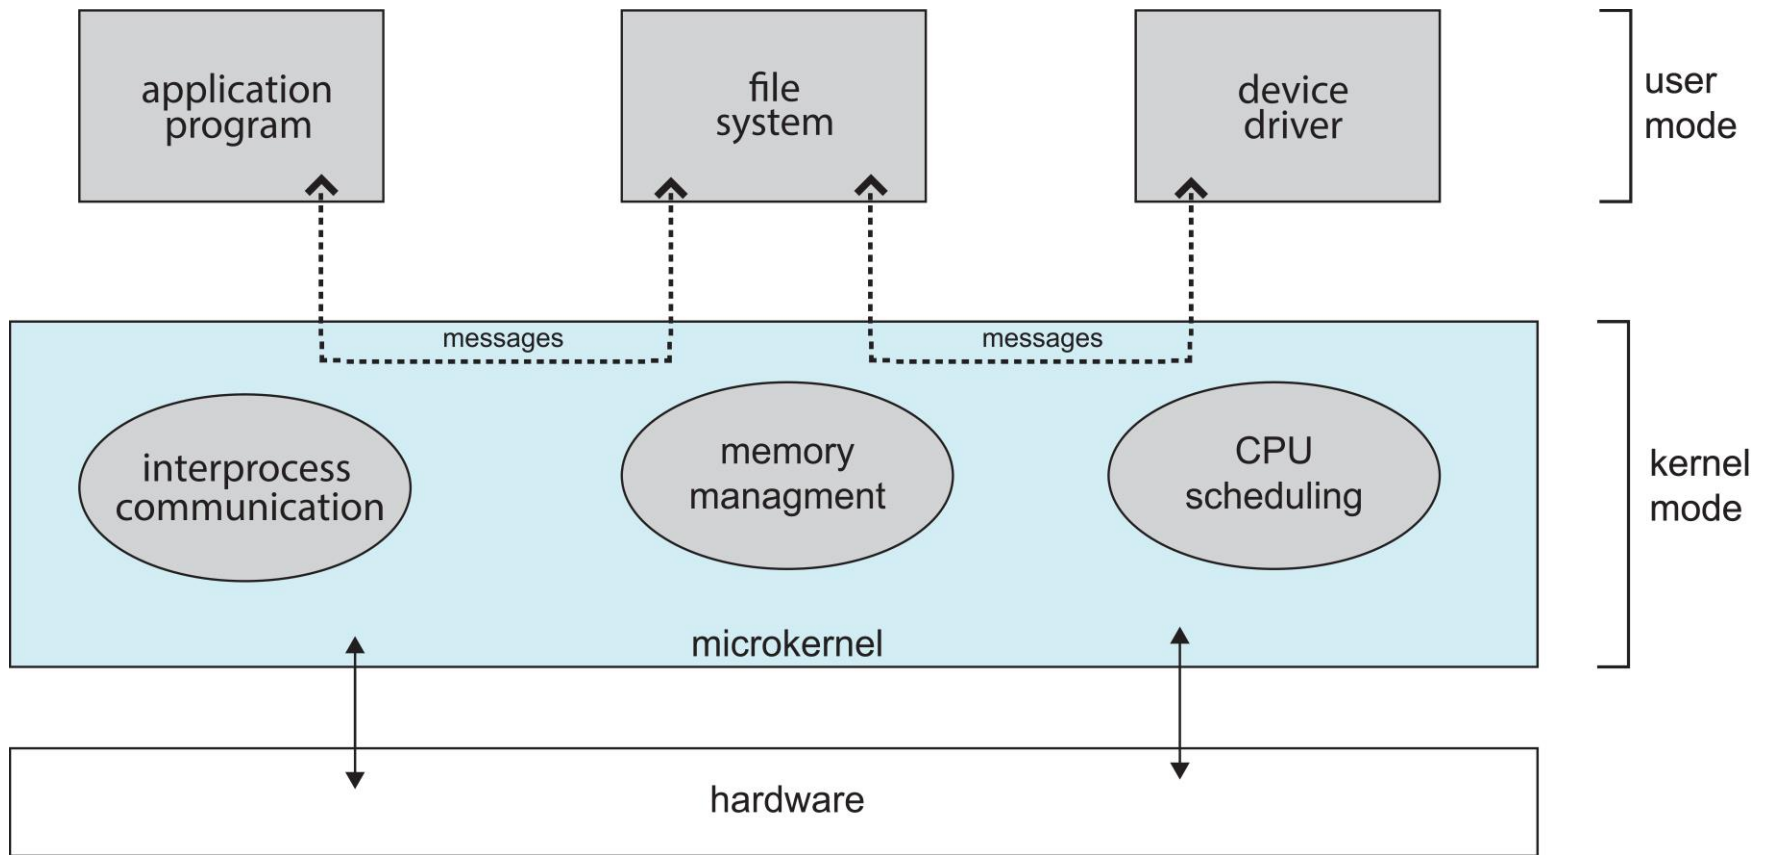 application
program
file
system
device
driver
user
mode
messages
messages
interprocess
communication
memory
managment
CPU
scheduling
kernel
mode
microkernel
hardware